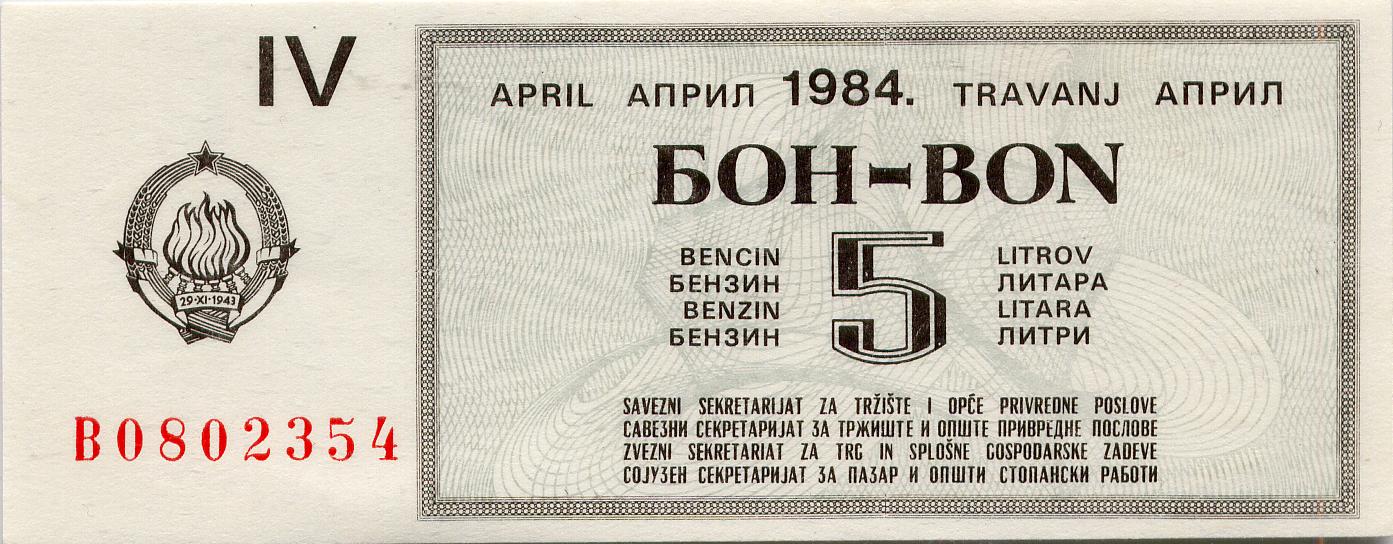 IV
29·XI·1943
B0802354
APRIL АПРИЛ 1984. TRAVANJ АПРИЛ
БОН-BON
BENCIN 5 LITROV
БЕНЗИН ЛИТАРА
BENZIN LITARA
БЕНЗИН ЛИТРИ
SAVEZNI SEKRETARIJAT ZA TRŽIŠTE I OPĆE PRIVREDNE POSLOVE
САВЕЗНИ СЕКРЕТАРИЈАТ ЗА ТРЖИШТЕ И ОПШТЕ ПРИВРЕДНЕ ПОСЛОВЕ
ZVEZNI SEKRETARIAT ZA TRG IN SPLOŠNE GOSPODARSKE ZADEVE
СОЈУЗЕН СЕКРЕТАРИЈАТ ЗА ПАЗАР И ОПШТИ СТОПАНСКИ РАБОТИ